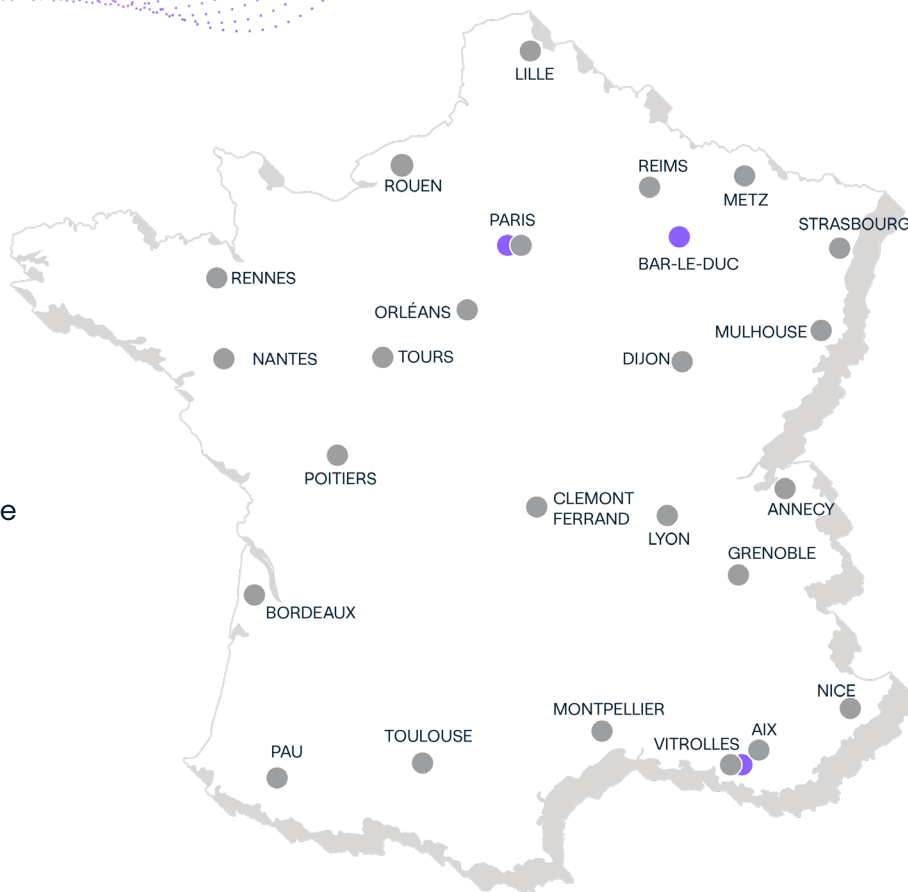 LILLE
REIMS
ROUEN
METZ
PARIS
STRASBOURG
BAR-LE-DUC
RENNES
ORLÉANS
MULHOUSE
NANTES
TOURS
DIJON
POITIERS
CLEMONT
FERRAND
e
ANNECY
LYON
GRENOBLE
BORDEAUX
NICE
MONTPELLIER
AIX
TOULOUSE
VITROLLES
PAU